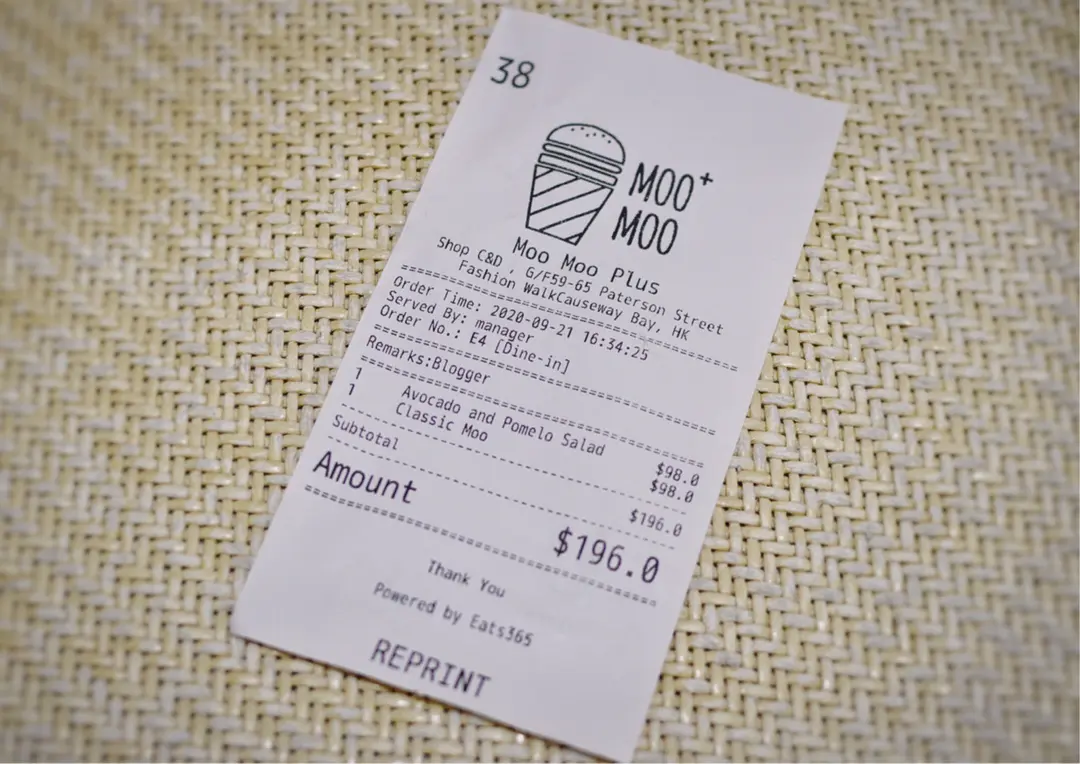 38
MOO+
MOO
Moo Moo Plus
Shop C&D , G/F59-65 Paterson Street
Fashion WalkCauseway Bay, HK
==========================================
Order Time: 2020-09-21 16:34:25
Served By: manager
Order No.: E4 [Dine-in]
==========================================
Remarks:Blogger
==========================================
1 Avocado and Pomelo Salad $98.0
1 Classic Moo $98.0
------------------------------------------
Subtotal $196.0
------------------------------------------
Amount $196.0
==========================================
Thank You
Powered by Eats365
REPRINT